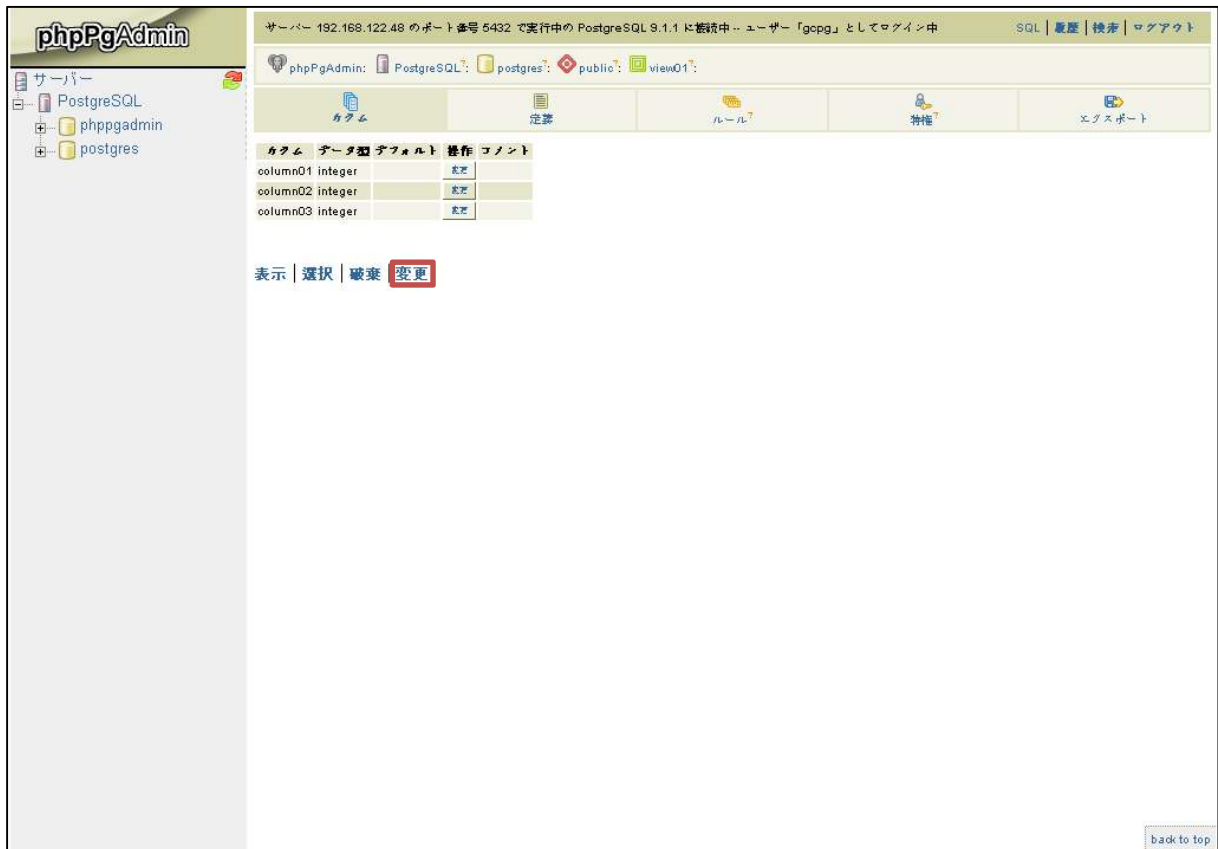 phpPgAdmin
サーバー
PostgreSQL
phppgadmin
postgres
サーバー 192.168.122.48 のポート番号 5432 で実行中の PostgreSQL 9.1.1 に接続中 -- ユーザー「gcpg」としてログイン中
SQL | 履歴 | 検索 | ログアウト
phpPgAdmin: PostgreSQL?: postgres?: public?: view01?:
カラム 定義 ルール? 特権? エクスポート
カラム データ型 デフォルト 操作 コメント
column01 integer 変更
column02 integer 変更
column03 integer 変更
表示 | 選択 | 破棄 | 変更
back to top